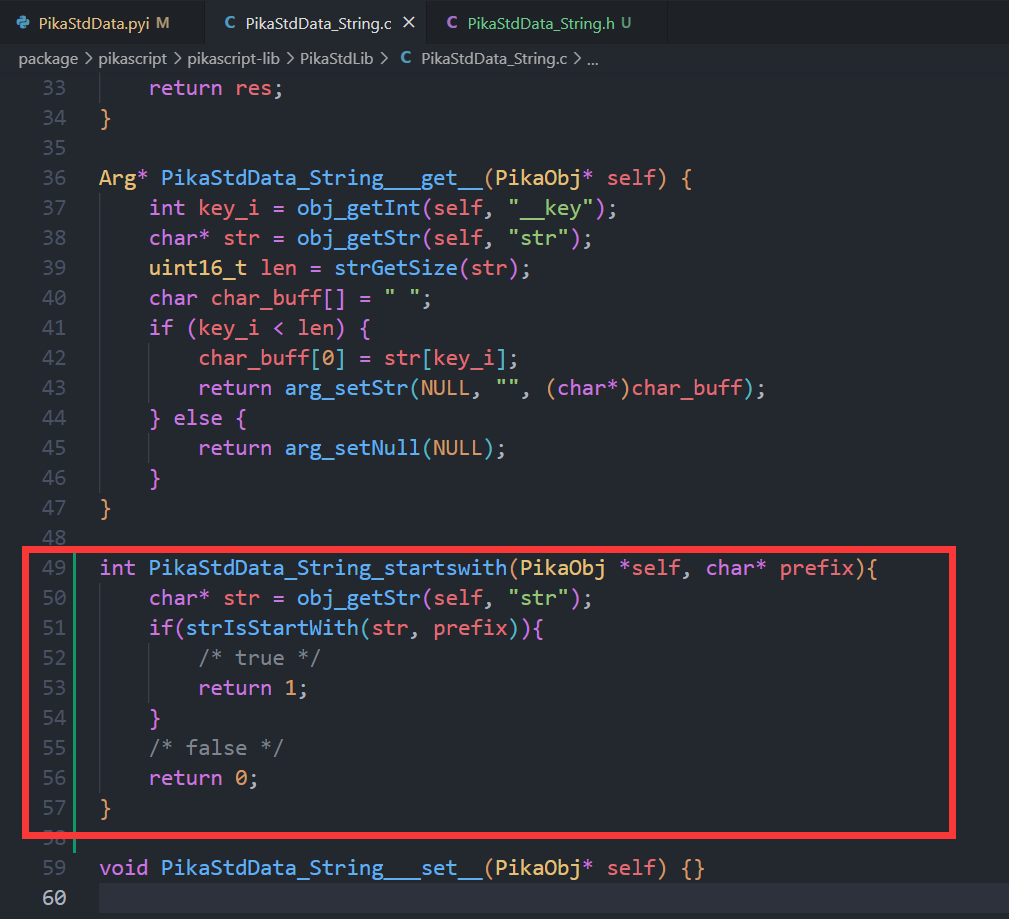 PikaStdData.pyi M C PikaStdData_String.c × C PikaStdData_String.h U
package > pikascript > pikascript-lib > PikaStdLib > C PikaStdData_String.c > ...
33 return res;
34 }
35
36 Arg* PikaStdData_String___get__(PikaObj* self) {
37 int key_i = obj_getInt(self, "__key");
38 char* str = obj_getStr(self, "str");
39 uint16_t len = strGetSize(str);
40 char char_buff[] = " ";
41 if (key_i < len) {
42 char_buff[0] = str[key_i];
43 return arg_setStr(NULL, "", (char*)char_buff);
44 } else {
45 return arg_setNull(NULL);
46 }
47 }
48
49 int PikaStdData_String_startswith(PikaObj *self, char* prefix){
50 char* str = obj_getStr(self, "str");
51 if(strIsStartWith(str, prefix)){
52 /* true */
53 return 1;
54 }
55 /* false */
56 return 0;
57 }
58
59 void PikaStdData_String___set__(PikaObj* self) {}
60